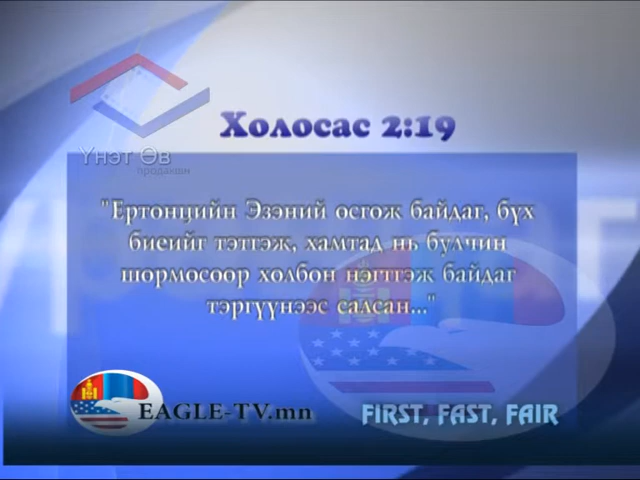 Үнэт Өв
продакшн
Холосас 2:19
"Ертөнцийн Эзэний өсгөж байдаг, бүх
биеийг тэтгэж, хамтад нь булчин
шөрмөсөөр холбон нэгтгэж байдаг
тэргүүнээс салсан..."
EAGLE-TV.mn
FIRST, FAST, FAIR